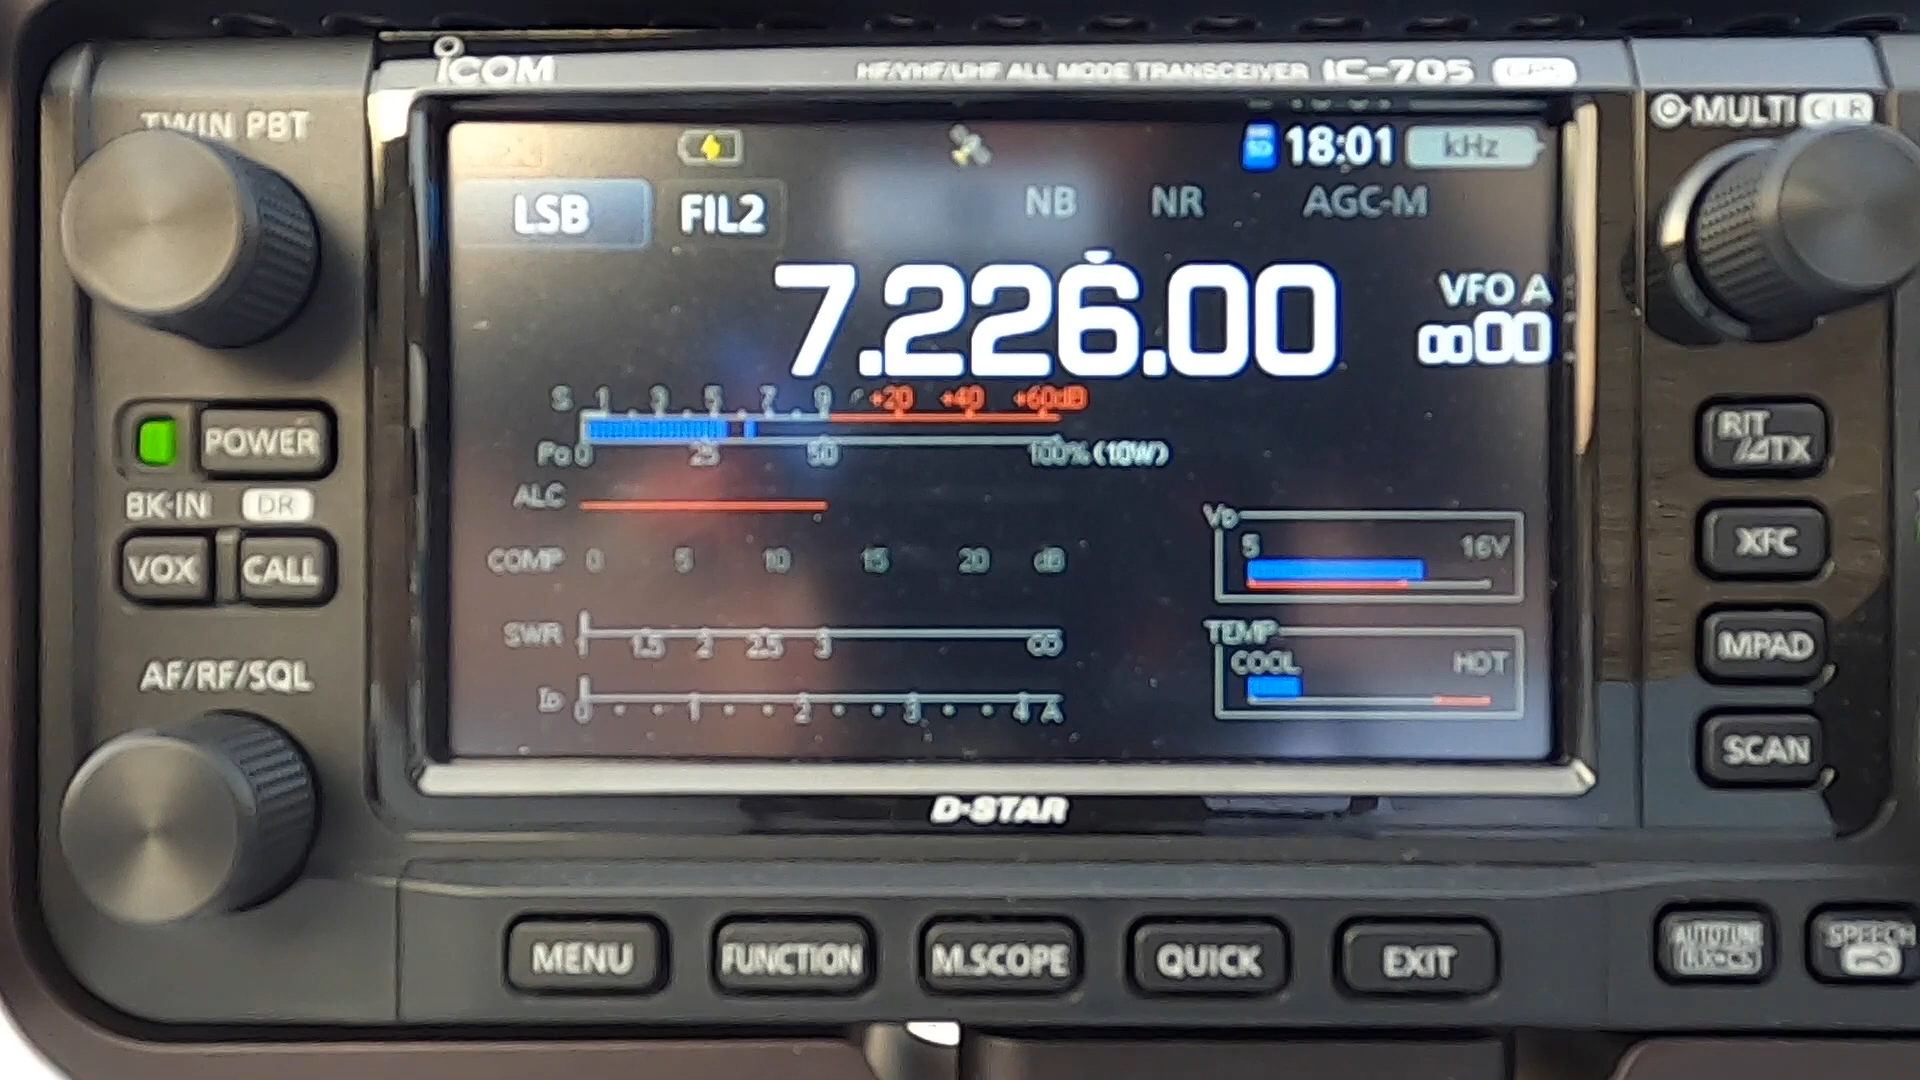 ICOM
HF/VHF/UHF ALL MODE TRANSCEIVER IC-705 GPS
TWIN PBT
MULTI CLR
18:01 kHz
LSB FIL2 NB NR AGC-M
7.226.00
VFO A
00
S 1 3 5 7 9 +20 +40 +60dB
Po 0 25 50 100% (10W)
ALC
COMP 0 5 10 15 20 dB
SWR 1 1.5 2 2.5 3 ∞
ID 0 1 2 3 4 A
VD
5 16V
TEMP
COOL HOT
POWER
BK-IN DR
VOX CALL
AF/RF/SQL
RIT
/⊿TX
XFC
MPAD
SCAN
D-STAR
MENU FUNCTION M.SCOPE QUICK EXIT
AUTOTUNE
SPEECH